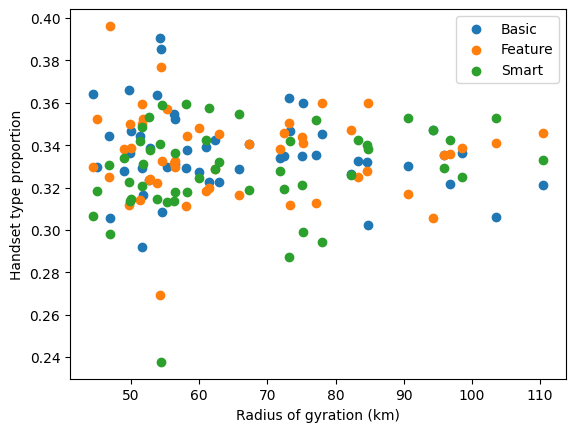 Basic
Feature
Smart
0.40
0.38
0.36
0.34
0.32
0.30
0.28
0.26
0.24
Handset type proportion
50 60 70 80 90 100 110
Radius of gyration (km)